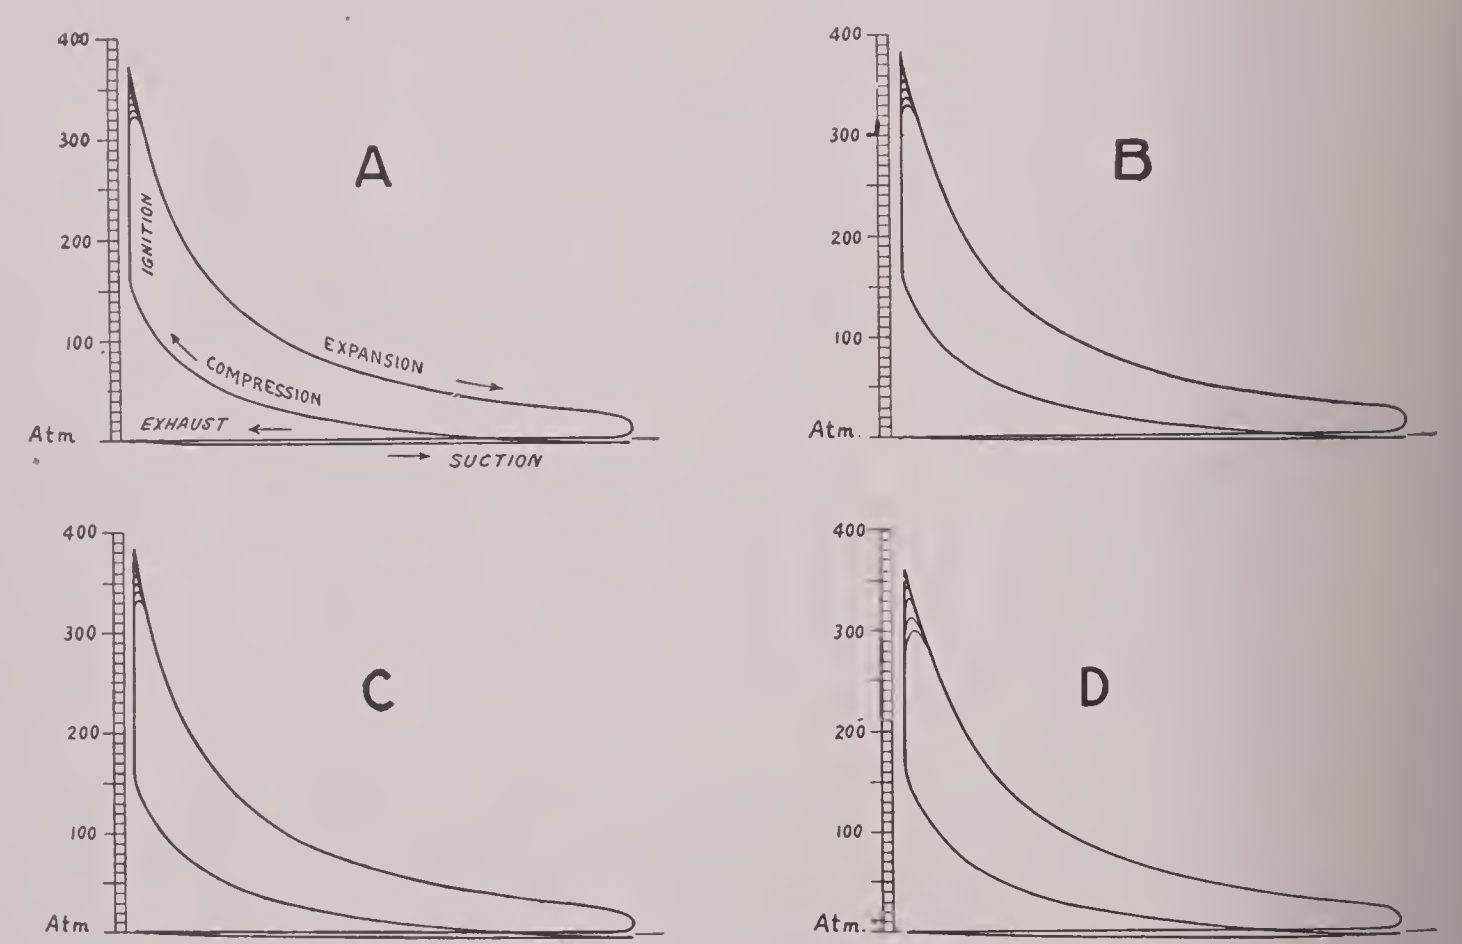 400
300
200
100
Atm
A
IGNITION
EXPANSION
COMPRESSION
EXHAUST
SUCTION
400
300
200
100
Atm.
B
400
300
200
100
Atm
C
400
300
200
100
Atm.
D